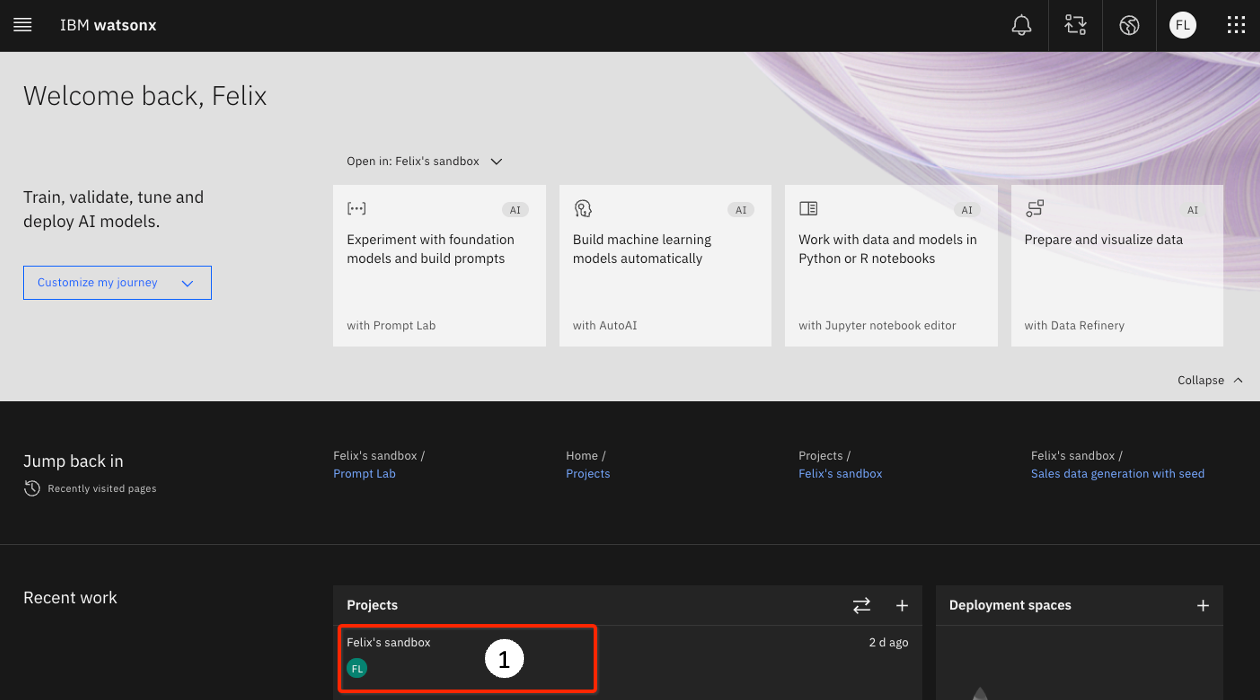 IBM watsonx
FL
Welcome back, Felix
Open in: Felix's sandbox
Train, validate, tune and
deploy AI models.
Customize my journey
AI
Experiment with foundation
models and build prompts
with Prompt Lab
AI
Build machine learning
models automatically
with AutoAI
AI
Work with data and models in
Python or R notebooks
with Jupyter notebook editor
AI
Prepare and visualize data
with Data Refinery
Collapse
Jump back in
Recently visited pages
Felix's sandbox /
Prompt Lab
Home /
Projects
Projects /
Felix's sandbox
Felix's sandbox /
Sales data generation with seed
Recent work
Projects
Felix's sandbox
2 d ago
FL
1
Deployment spaces